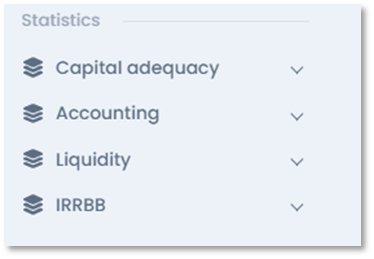 Statistics
Capital adequacy
Accounting
Liquidity
IRRBB